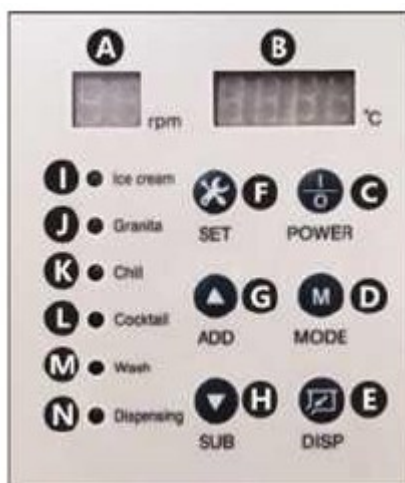 A B
rpm °C
I Ice cream F C
J Granita SET POWER
K Chill
L Cocktail G M D
M Wash ADD MODE
N Dispensing H E
SUB DISP